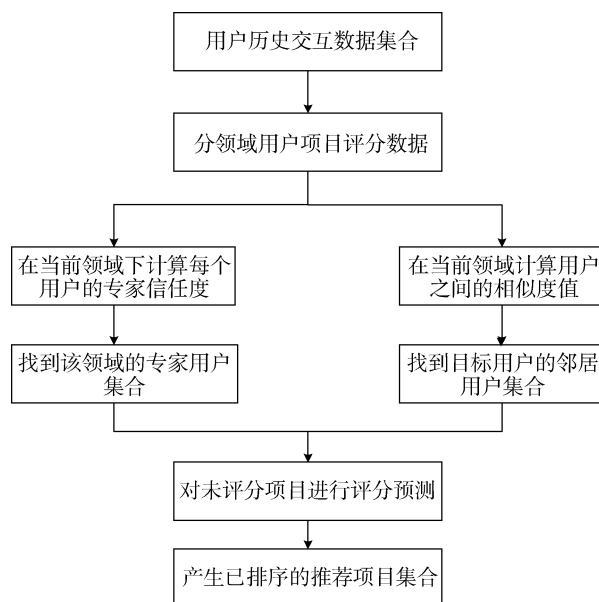 用户历史交互数据集合
分领域用户项目评分数据
在当前领域下计算每个
用户的专家信任度
在当前领域计算用户
之间的相似度值
找到该领域的专家用户
集合
找到目标用户的邻居
用户集合
对未评分项目进行评分预测
产生已排序的推荐项目集合